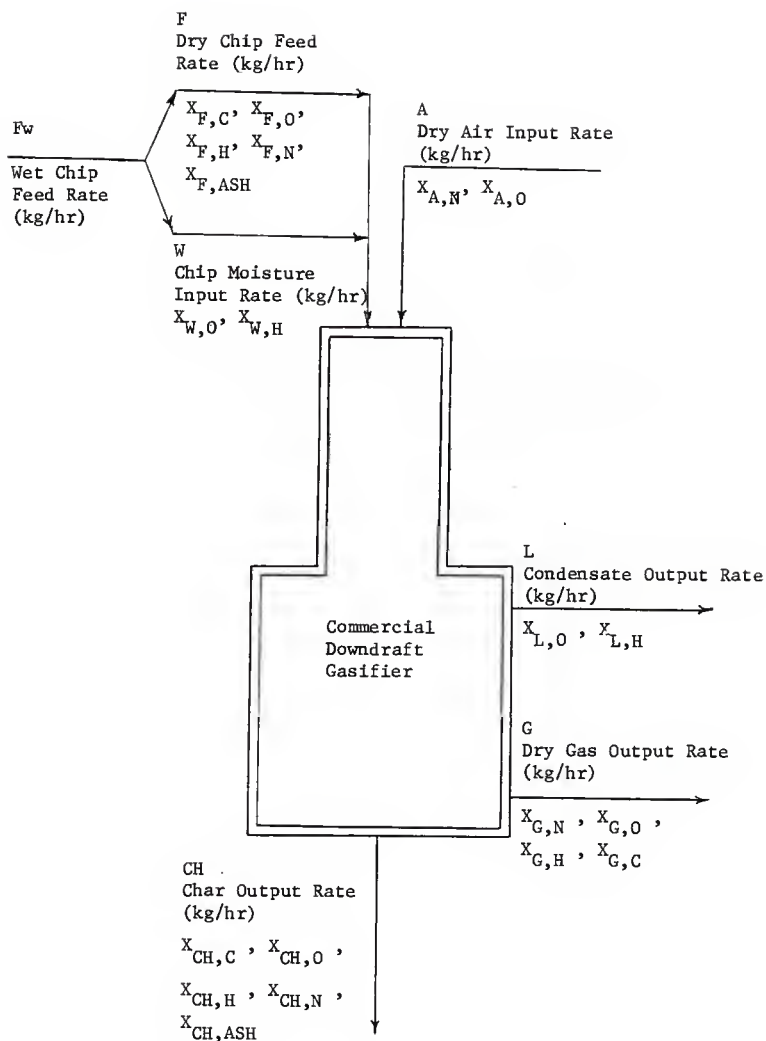 F
Dry Chip Feed
Rate (kg/hr)
X_F,C, X_F,O,
X_F,H, X_F,N,
X_F,ASH
Fw
Wet Chip
Feed Rate
(kg/hr)
A
Dry Air Input Rate
(kg/hr)
X_A,N, X_A,O
W
Chip Moisture
Input Rate (kg/hr)
X_W,O, X_W,H
Commercial
Downdraft
Gasifier
L
Condensate Output Rate
(kg/hr)
X_L,O , X_L,H
G
Dry Gas Output Rate
(kg/hr)
X_G,N , X_G,O ,
X_G,H , X_G,C
CH
Char Output Rate
(kg/hr)
X_CH,C , X_CH,O ,
X_CH,H , X_CH,N ,
X_CH,ASH